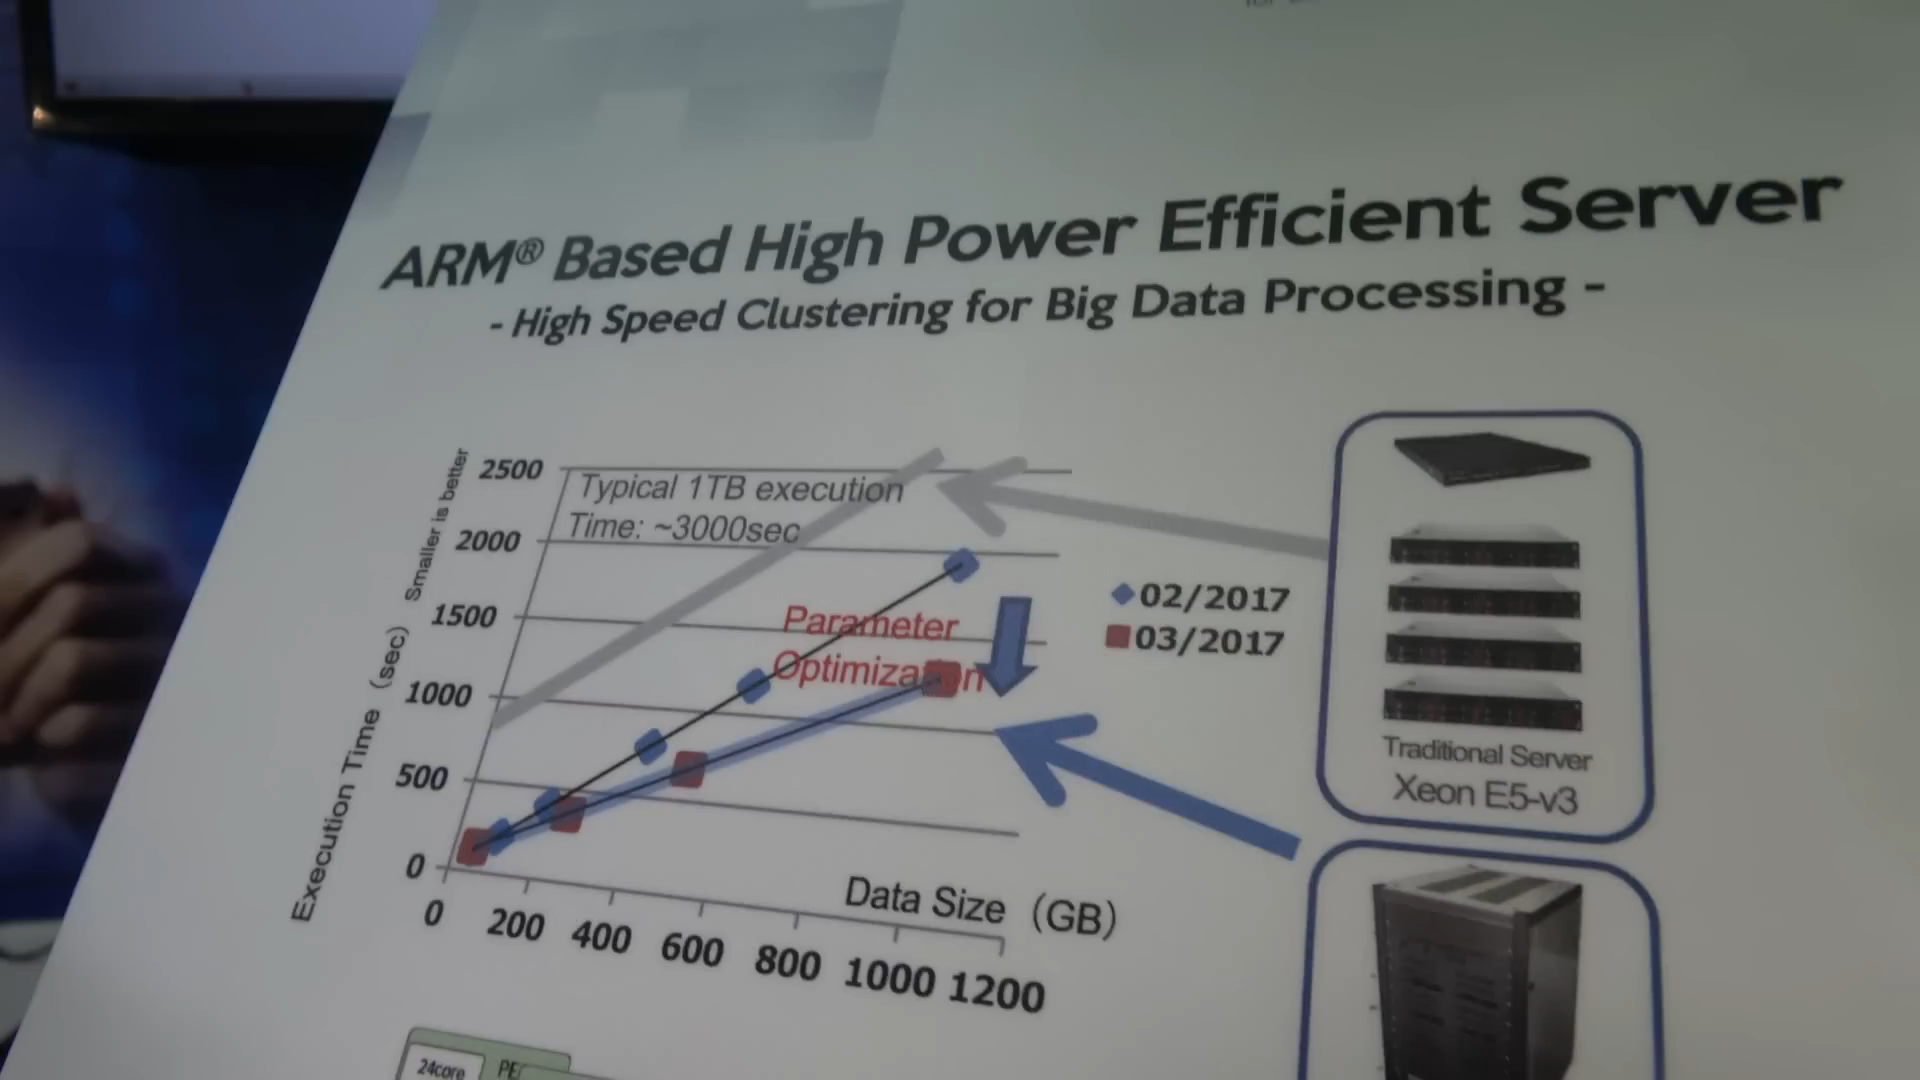 ARM® Based High Power Efficient Server
- High Speed Clustering for Big Data Processing -
Execution Time (sec) Smaller is better
2500
2000
1500
1000
500
0
Typical 1TB execution
Time: ~3000sec
Parameter
Optimization
02/2017
03/2017
Data Size (GB)
0 200 400 600 800 1000 1200
Traditional Server
Xeon E5-v3
24core